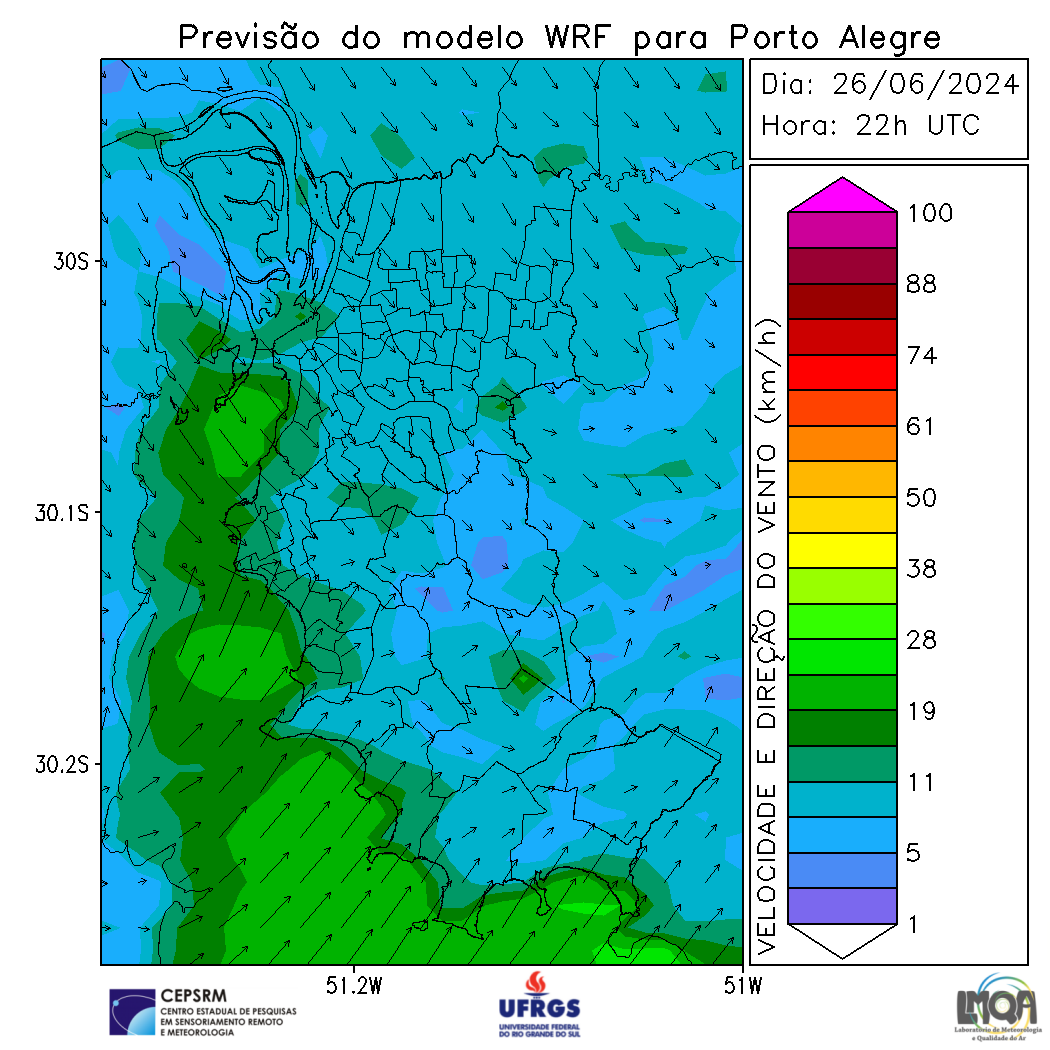 Previsão do modelo WRF para Porto Alegre
Dia: 26/06/2024
Hora: 22h UTC
30S
30.1S
30.2S
51.2W
51W
VELOCIDADE E DIREÇÃO DO VENTO (km/h)
100
88
74
61
50
38
28
19
11
5
1
CEPSRM
CENTRO ESTADUAL DE PESQUISAS
EM SENSORIAMENTO REMOTO
E METEOROLOGIA
UFRGS
UNIVERSIDADE FEDERAL
DO RIO GRANDE DO SUL
LMQA
Laboratório de Meteorologia
e Qualidade do Ar